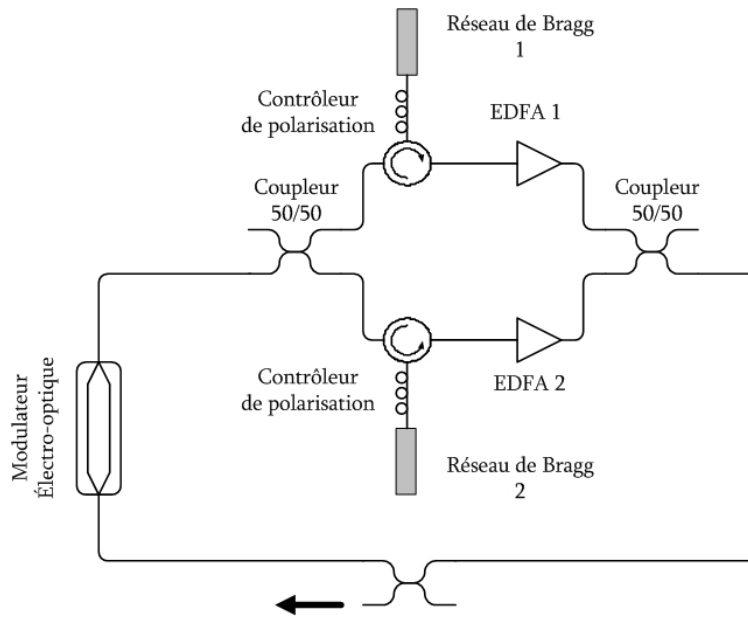 Réseau de Bragg
1
Contrôleur
de polarisation
EDFA 1
Coupleur
50/50
Coupleur
50/50
Contrôleur
de polarisation
EDFA 2
Modulateur
Électro-optique
Réseau de Bragg
2